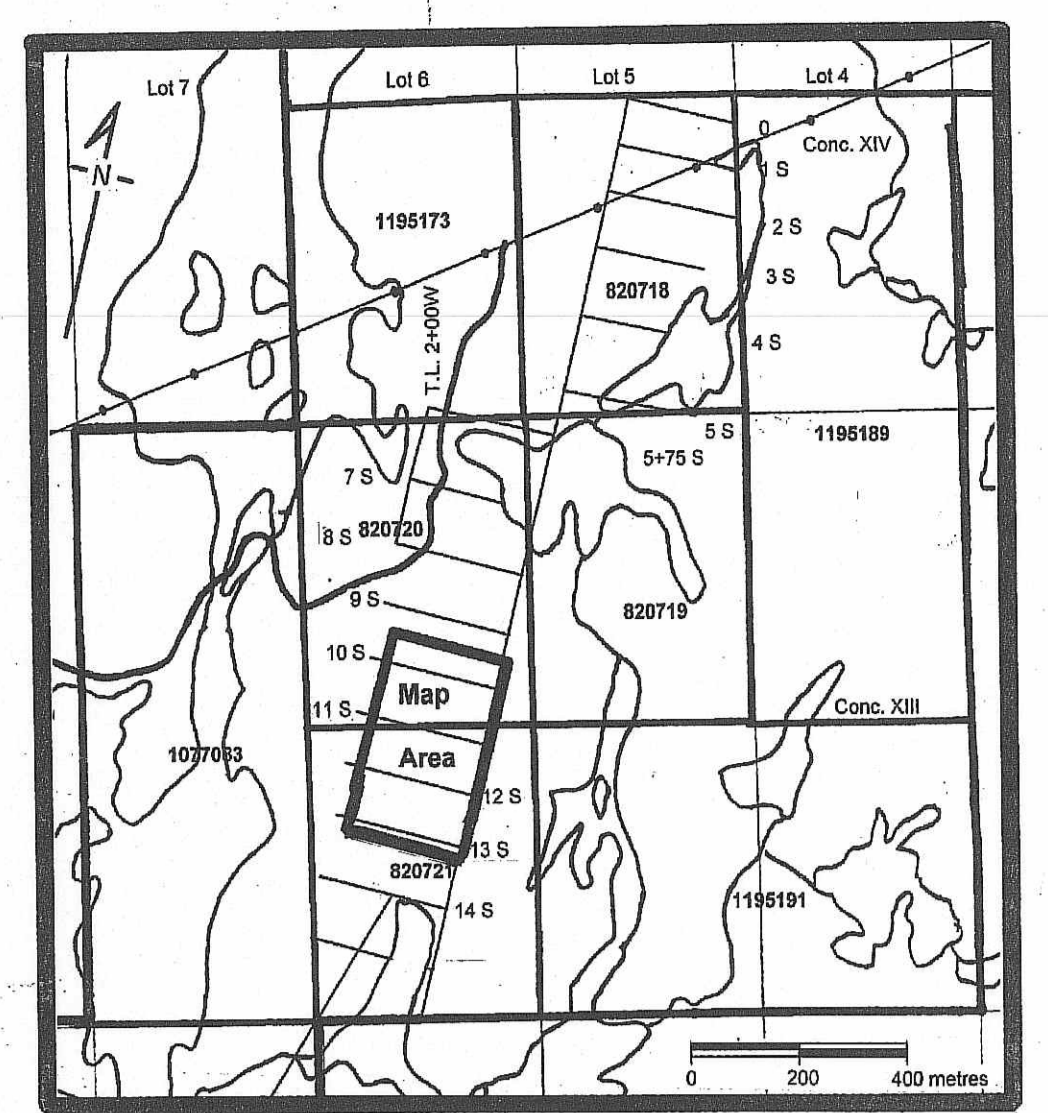 Lot 7
Lot 6
Lot 5
Lot 4
0
Conc. XIV
1 S
N
1195173
2 S
3 S
820718
T.L. 2+00W
4 S
5 S
1195189
5+75 S
7 S
8 S
820720
9 S
820719
10 S
Map
11 S
Conc. XIII
1077083
Area
12 S
13 S
820721
1195191
14 S
0 200 400 metres